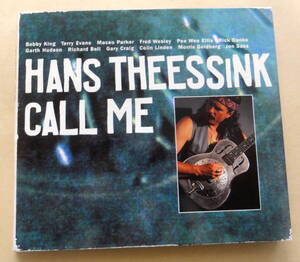 Bobby King Terry Evans Maceo Parker Fred Wesley Pee Wee Ellis Rick Danko
Garth Hudson Richard Bell Gary Craig Colin Linden Morris Goldberg Jon Sass
HANS THEESSINK
CALL ME